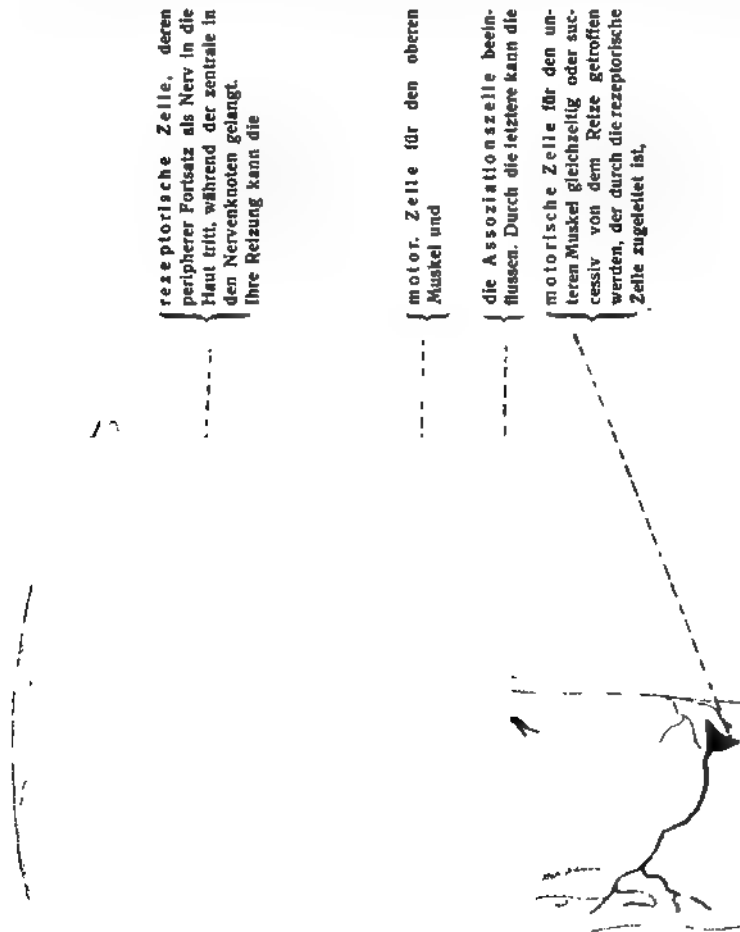 rezeptorische Zelle, deren
peripherer Fortsatz als Nerv in die
Haut tritt, während der zentrale in
den Nervenknoten gelangt.
Ihre Reizung kann die
motor. Zelle für den oberen
Muskel und
die Assoziationszelle beein-
flussen. Durch die letztere kann die
motorische Zelle für den un-
teren Muskel gleichzeitig oder suc-
cessiv von dem Reize getroffen
werden, der durch die rezeptorische
Zelle zugeleitet ist,